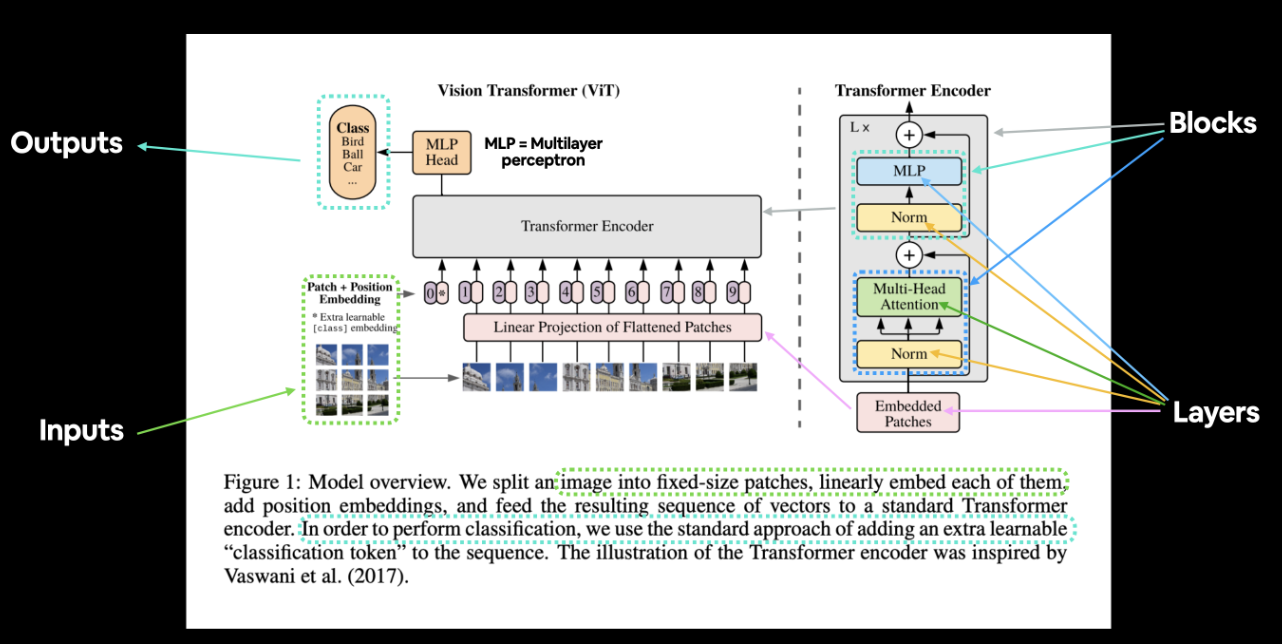 Vision Transformer (ViT)
Transformer Encoder
Outputs
Class
Bird
Ball
Car
...
MLP
Head
MLP = Multilayer
perceptron
Transformer Encoder
Patch + Position
Embedding
* Extra learnable
[class] embedding
0 * 1 2 3 4 5 6 7 8 9
Linear Projection of Flattened Patches
Inputs
L ×
+
MLP
Norm
+
Multi-Head
Attention
Norm
Embedded
Patches
Blocks
Layers
Figure 1: Model overview. We split an image into fixed-size patches, linearly embed each of them,
add position embeddings, and feed the resulting sequence of vectors to a standard Transformer
encoder. In order to perform classification, we use the standard approach of adding an extra learnable
“classification token” to the sequence. The illustration of the Transformer encoder was inspired by
Vaswani et al. (2017).